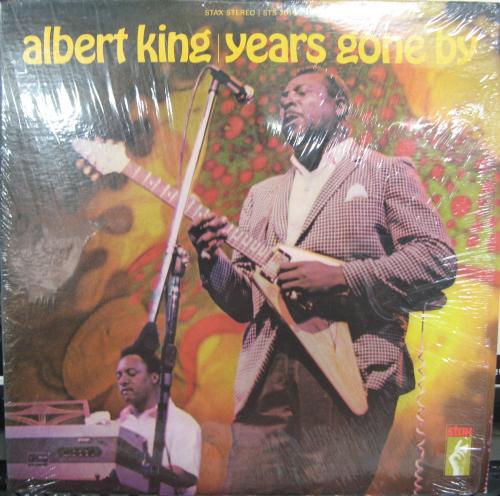 STAX STEREO | STS
albert king | years gone by
stax